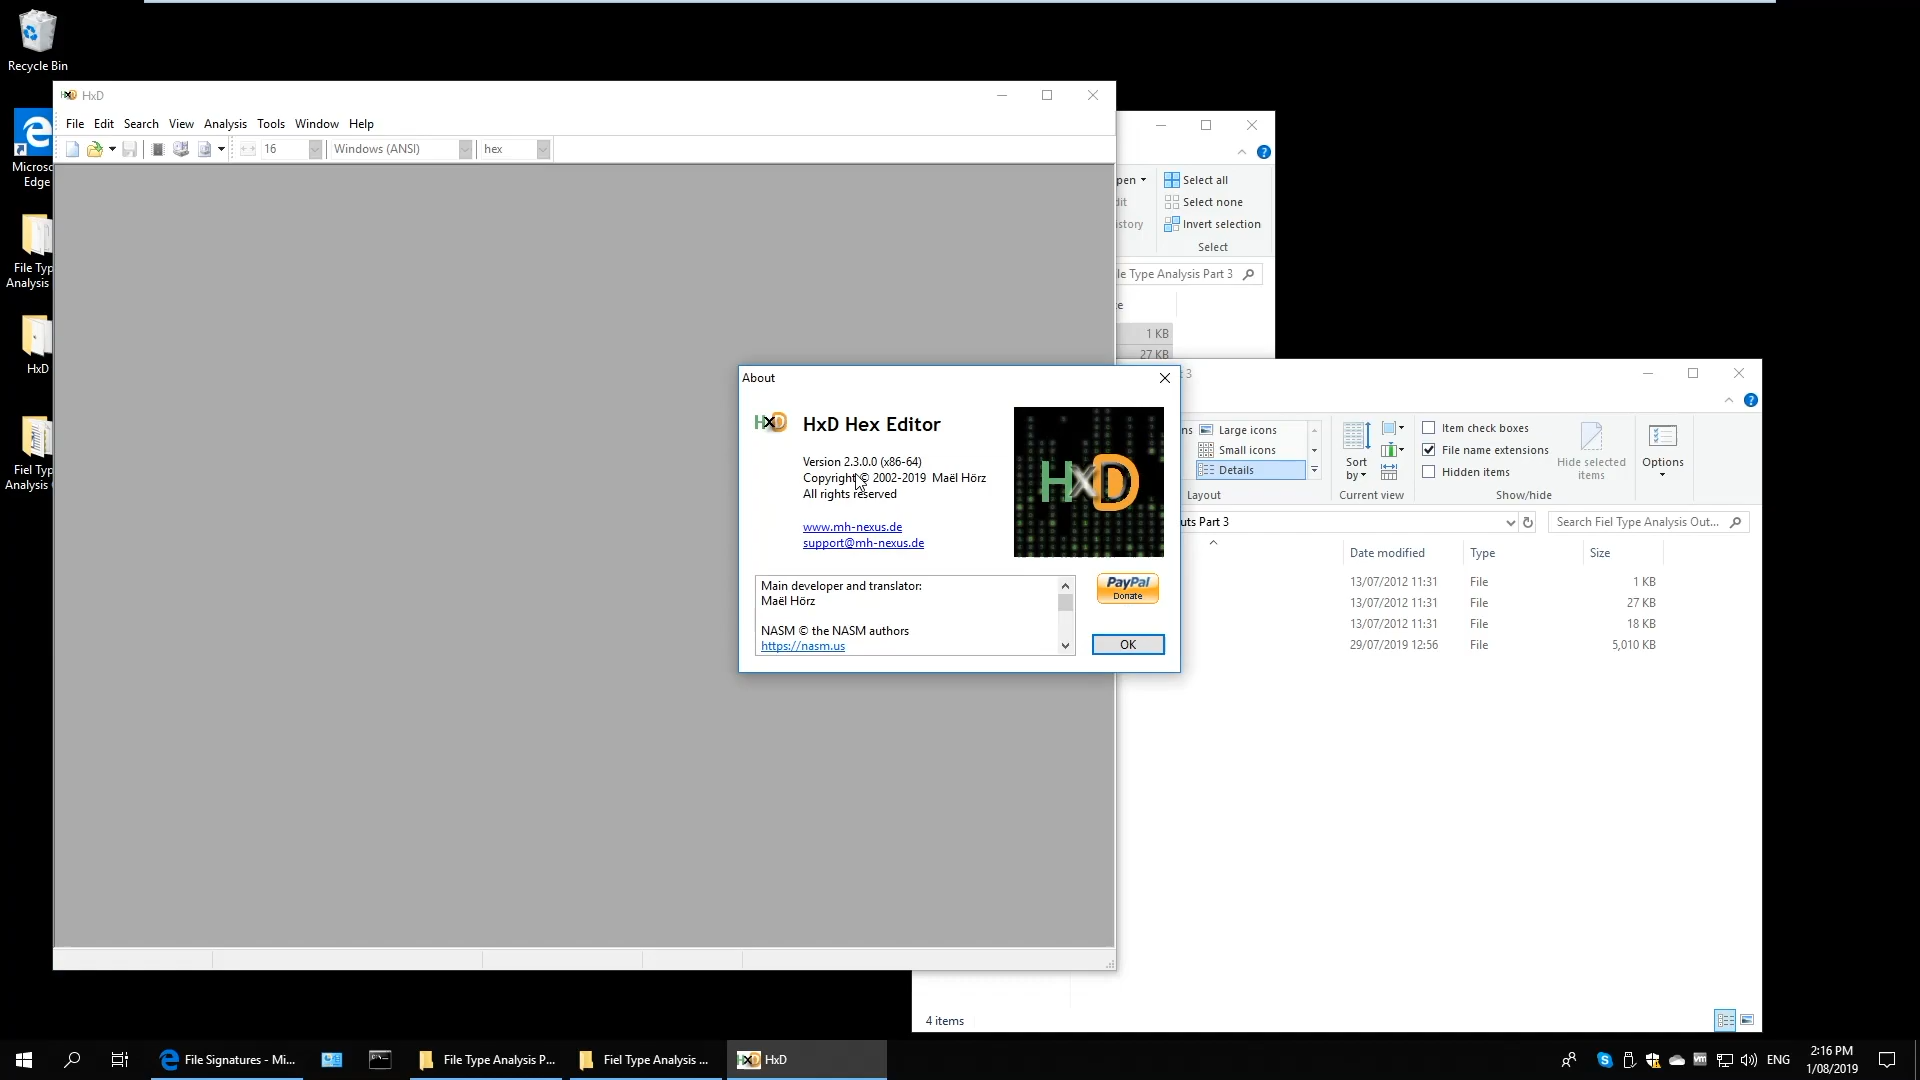 Recycle Bin
Microso
Edge
File Typ
Analysis
HxD
Fiel Typ
Analysis
HxD
File Edit Search View Analysis Tools Window Help
16 Windows (ANSI) hex
pen
Select all
dit
Select none
istory
Invert selection
Select
le Type Analysis Part 3
1 KB
27 KB
About
HxD
HxD Hex Editor
Version 2.3.0.0 (x86-64)
Copyright © 2002-2019 Maël Hörz
All rights reserved
www.mh-nexus.de
support@mh-nexus.de
HxD
Main developer and translator:
Maël Hörz
NASM © the NASM authors
https://nasm.us
PayPal
Donate
OK
t 3
ns
Large icons
Small icons
Details
Layout
Sort
by
Current view
Item check boxes
File name extensions
Hidden items
Hide selected
items
Show/hide
Options
uts Part 3
Search Fiel Type Analysis Out...
Date modified Type Size
13/07/2012 11:31 File 1 KB
13/07/2012 11:31 File 27 KB
13/07/2012 11:31 File 18 KB
29/07/2019 12:56 File 5,010 KB
4 items
File Signatures - Mi...
File Type Analysis P...
Fiel Type Analysis ...
HxD
ENG
2:16 PM
1/08/2019